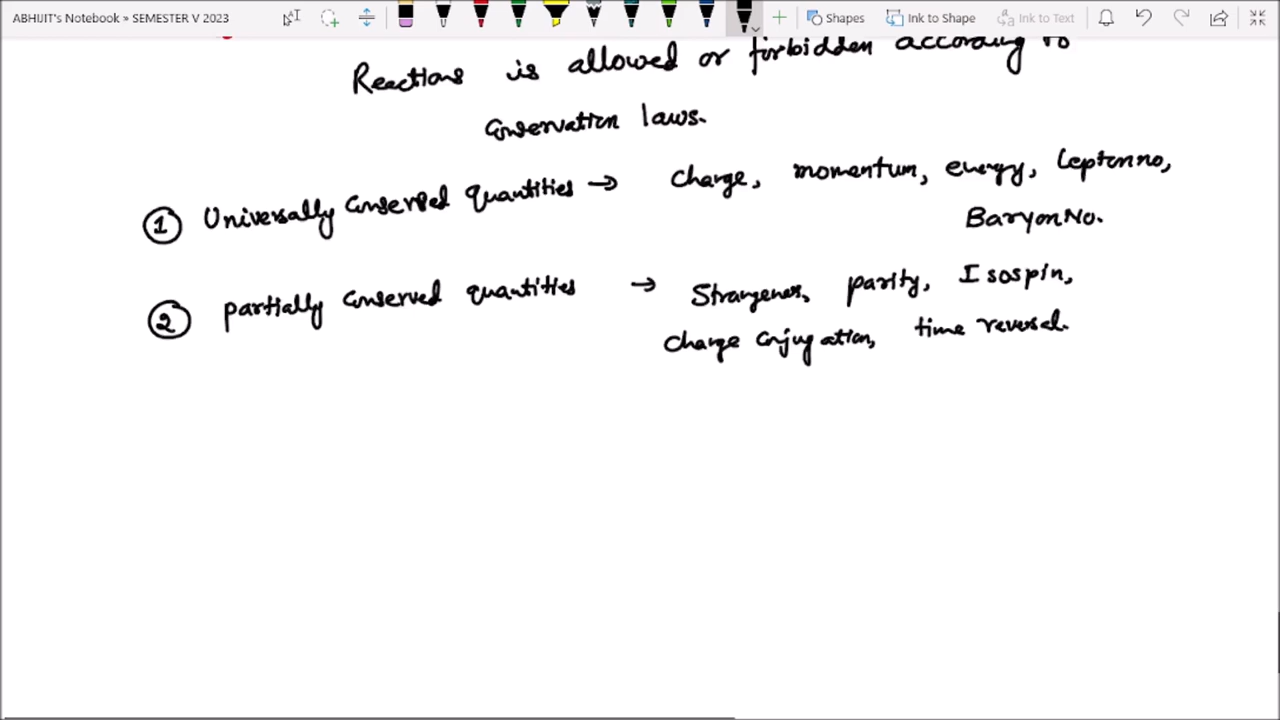 ABHIJIT's Notebook » SEMESTER V 2023
Shapes
Ink to Shape
Ink to Text
Reactions is allowed or forbidden according to
Conservation laws.
① Universally conserved quantities → charge, momentum, energy, Lepton no,
Baryon No.
② partially conserved quantities → Strangeness, parity, Isospin,
charge conjugation, time reversal.